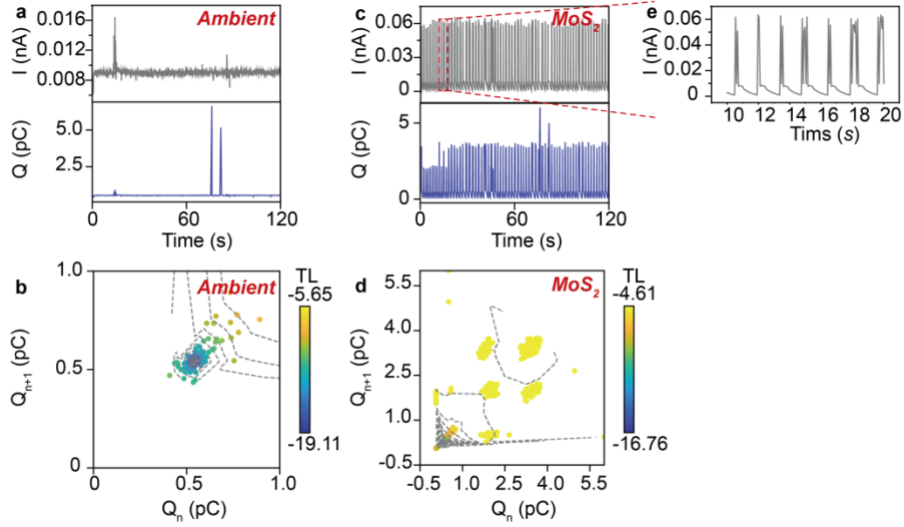 a
Ambient
I (nA)
0.016
0.012
0.008
Q (pC)
5.0
2.5
0
60
120
Time (s)
c
MoS2
I (nA)
0.06
0.03
0
Q (pC)
5
0
0
60
120
Time (s)
e
I (nA)
0.06
0.04
0.02
0
10
12
14
16
18
20
Tims (s)
b
Ambient
Qn+1 (pC)
1.0
0.5
0
0
0.5
1.0
Qn (pC)
TL
-5.65
-19.11
d
MoS2
Qn+1 (pC)
5.5
4.0
2.5
1.0
-0.5
-0.5
1.0
2.5
4.0
5.5
Qn (pC)
TL
-4.61
-16.76